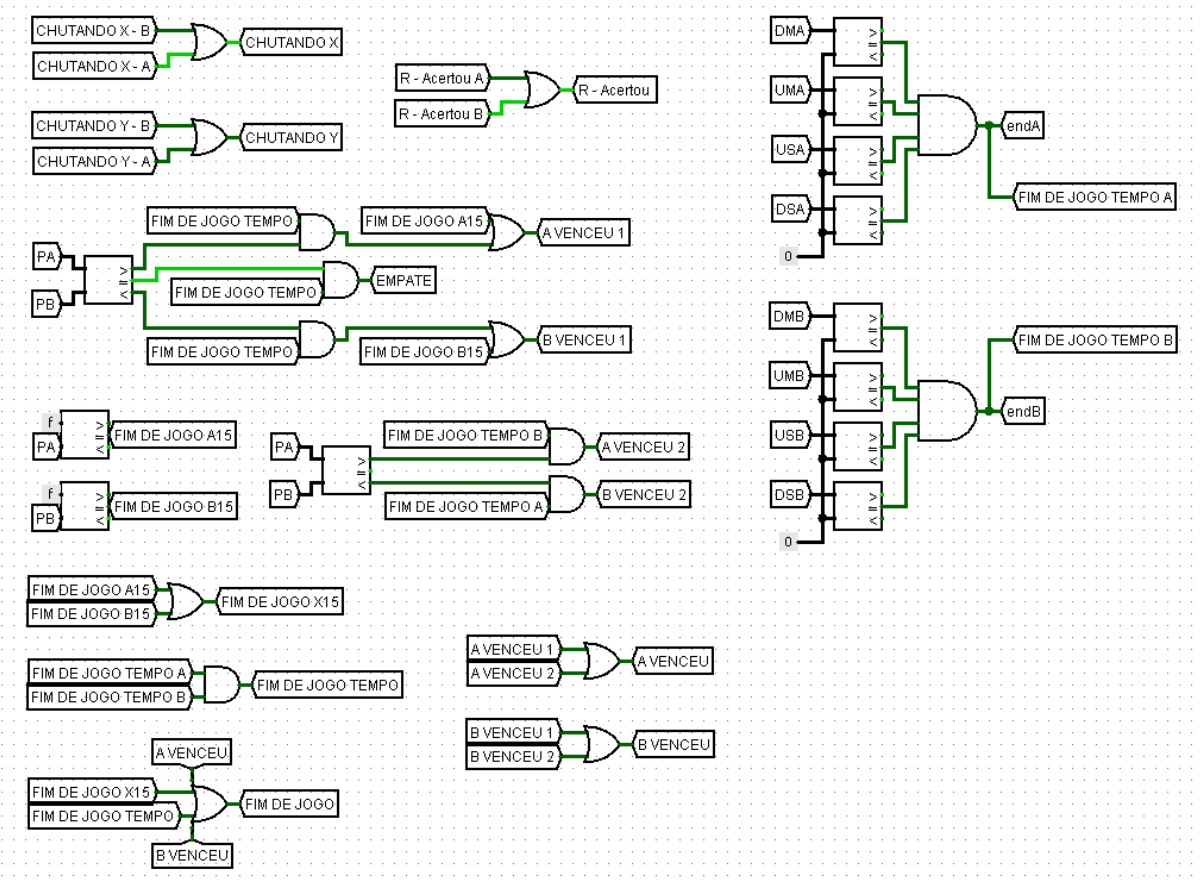 CHUTANDO X - B
CHUTANDO X - A
CHUTANDO X
CHUTANDO Y - B
CHUTANDO Y - A
CHUTANDO Y
R - Acertou A
R - Acertou B
R - Acertou
FIM DE JOGO TEMPO
FIM DE JOGO A15
A VENCEU 1
PA
PB
> = <
FIM DE JOGO TEMPO
EMPATE
FIM DE JOGO TEMPO
FIM DE JOGO B15
B VENCEU 1
f
PA
> = <
FIM DE JOGO A15
f
PB
> = <
FIM DE JOGO B15
PA
PB
> = <
FIM DE JOGO TEMPO B
A VENCEU 2
FIM DE JOGO TEMPO A
B VENCEU 2
FIM DE JOGO A15
FIM DE JOGO B15
FIM DE JOGO X15
FIM DE JOGO TEMPO A
FIM DE JOGO TEMPO B
FIM DE JOGO TEMPO
A VENCEU
FIM DE JOGO X15
FIM DE JOGO TEMPO
B VENCEU
FIM DE JOGO
A VENCEU 1
A VENCEU 2
A VENCEU
B VENCEU 1
B VENCEU 2
B VENCEU
DMA
> = <
UMA
> = <
USA
> = <
DSA
> = <
0
endA
FIM DE JOGO TEMPO A
DMB
> = <
UMB
> = <
USB
> = <
DSB
> = <
0
FIM DE JOGO TEMPO B
endB